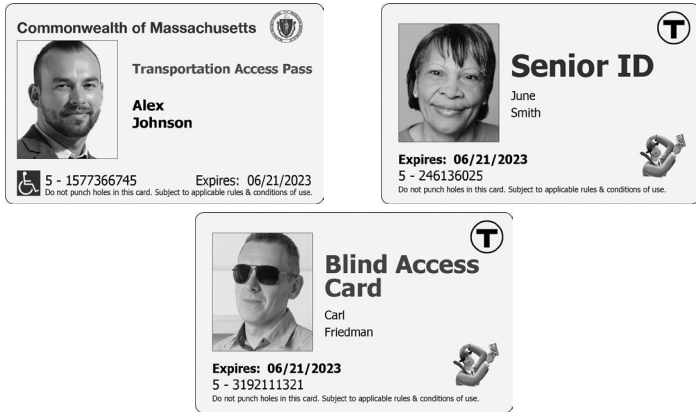 Commonwealth of Massachusetts
Transportation Access Pass
Alex
Johnson
5 - 1577366745
Expires: 06/21/2023
Do not punch holes in this card. Subject to applicable rules & conditions of use.
T
Senior ID
June
Smith
Expires: 06/21/2023
5 - 246136025
Do not punch holes in this card. Subject to applicable rules & conditions of use.
T
Blind Access
Card
Carl
Friedman
Expires: 06/21/2023
5 - 3192111321
Do not punch holes in this card. Subject to applicable rules & conditions of use.